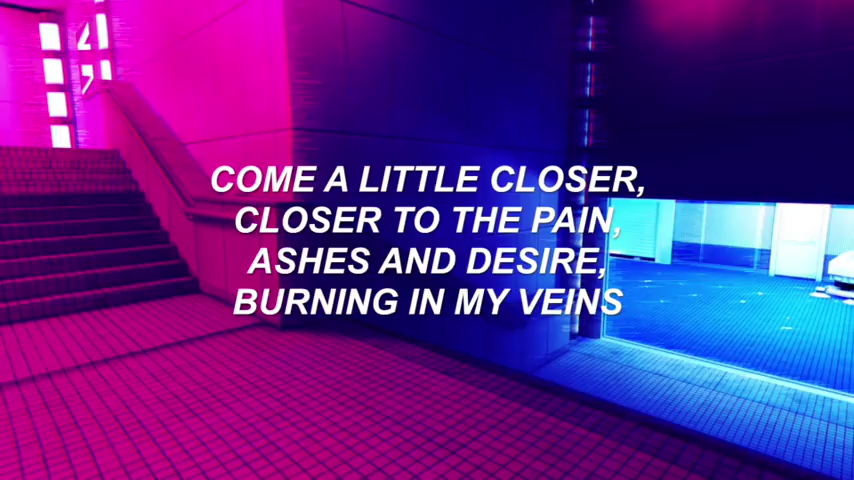 COME A LITTLE CLOSER,
CLOSER TO THE PAIN,
ASHES AND DESIRE,
BURNING IN MY VEINS